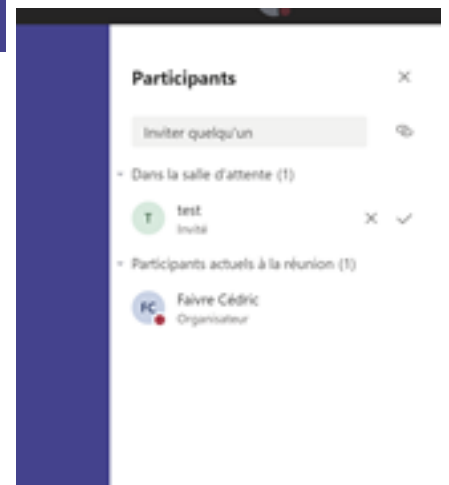 Participants
Inviter quelqu'un
Dans la salle d'attente (1)
T
test
Invité
Participants actuels à la réunion (1)
FC
Faivre Cédric
Organisateur